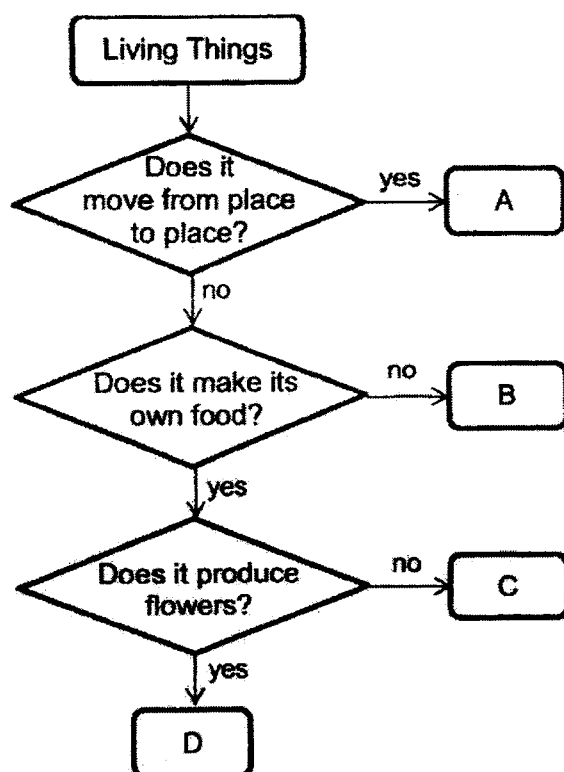 Living Things
Does it
move from place
to place?
yes
A
no
Does it make its
own food?
no
B
yes
Does it produce
flowers?
no
C
yes
D